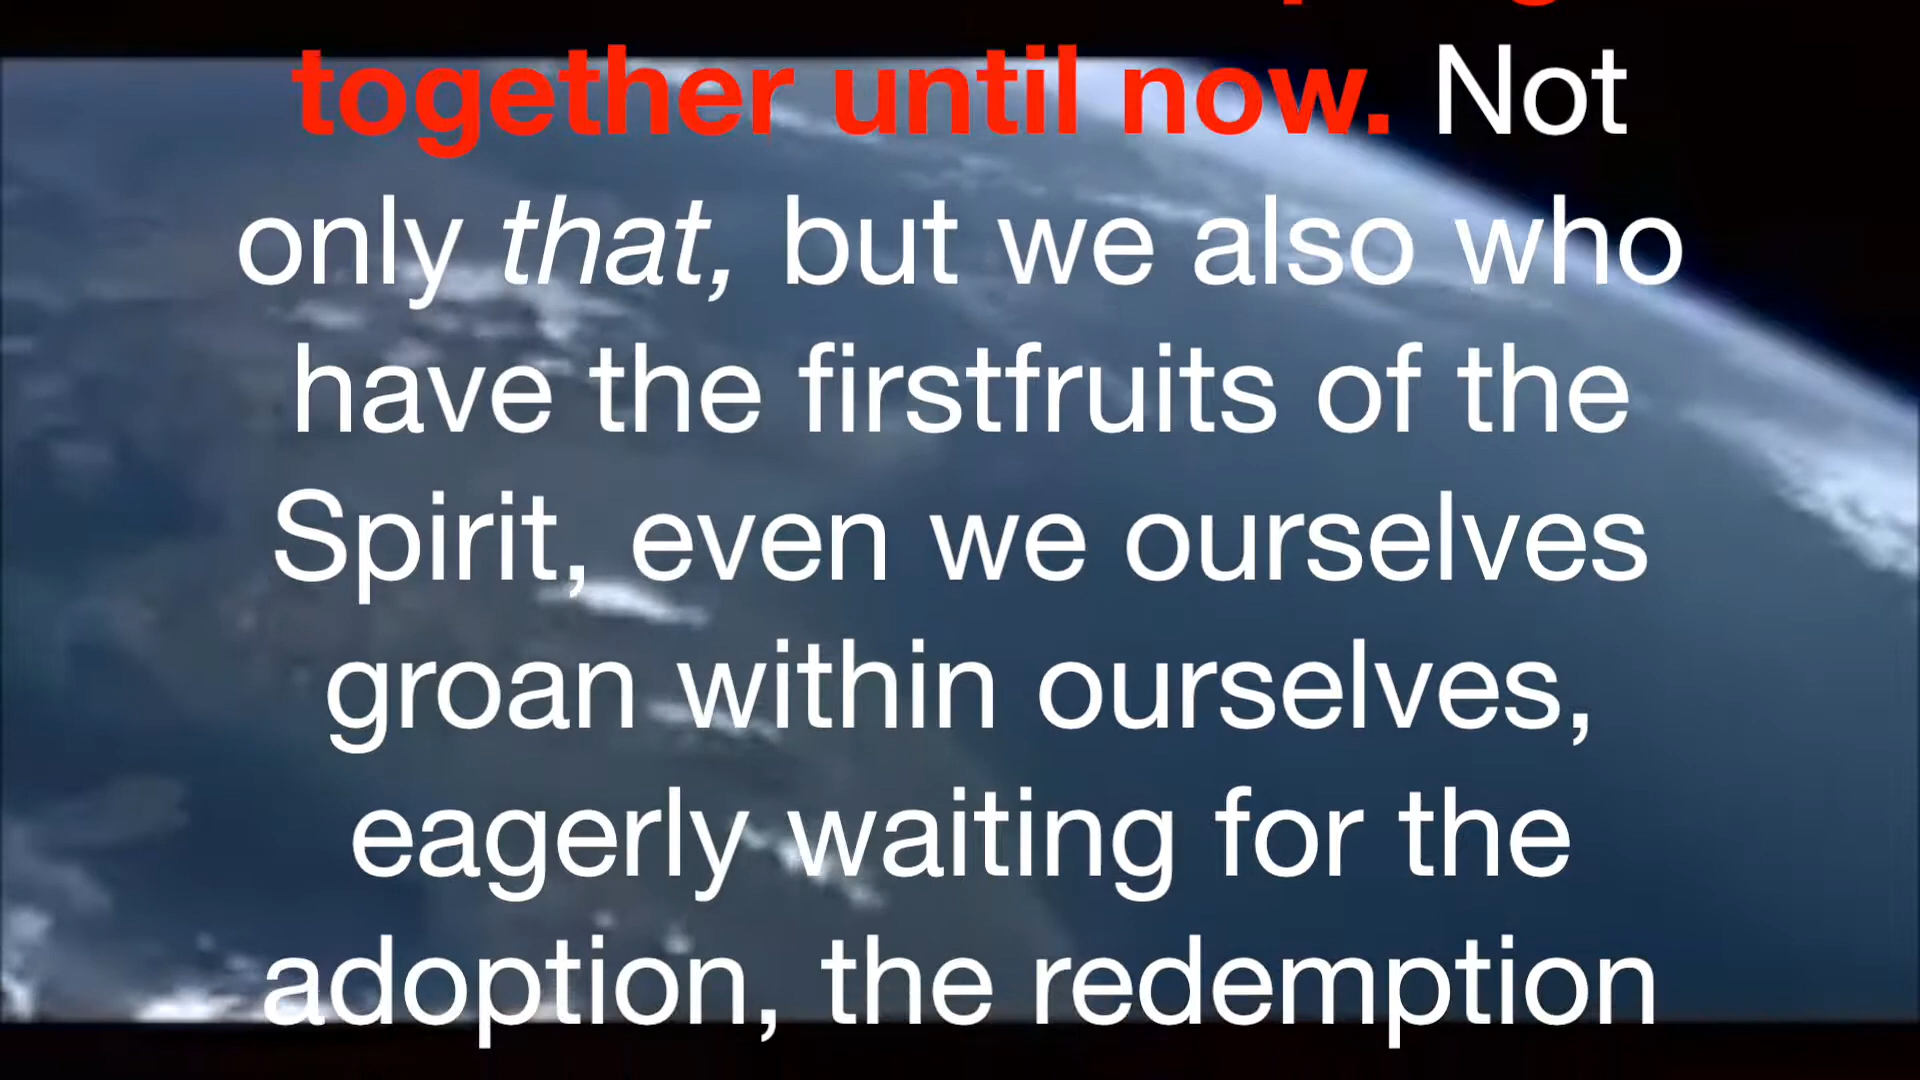 together until now. Not
only that, but we also who
have the firstfruits of the
Spirit, even we ourselves
groan within ourselves,
eagerly waiting for the
adoption, the redemption